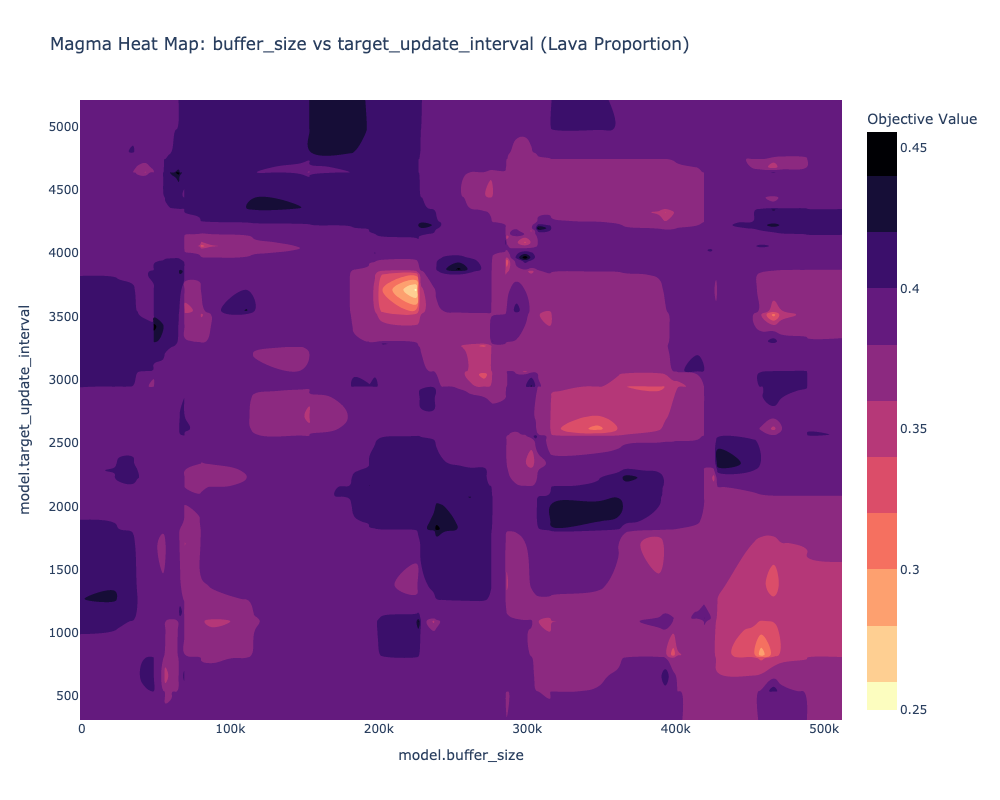 Magma Heat Map: buffer_size vs target_update_interval (Lava Proportion)
Objective Value
0.45
0.4
0.35
0.3
0.25
5000
4500
4000
3500
3000
2500
2000
1500
1000
500
model.target_update_interval
0
100k
200k
300k
400k
500k
model.buffer_size